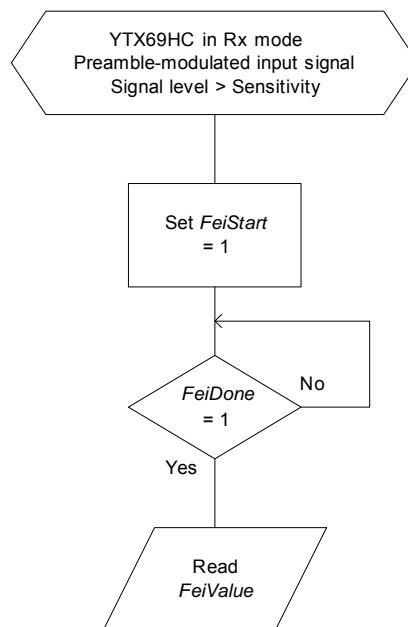 YTX69HC in Rx mode
Preamble-modulated input signal
Signal level > Sensitivity
Set FeiStart
= 1
FeiDone
= 1
No
Yes
Read
FeiValue